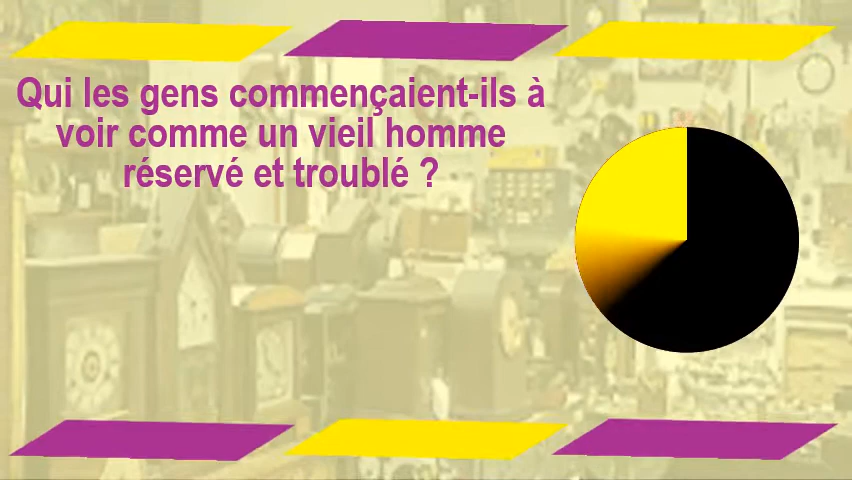 Qui les gens commençaient-ils à
voir comme un vieil homme
réservé et troublé ?